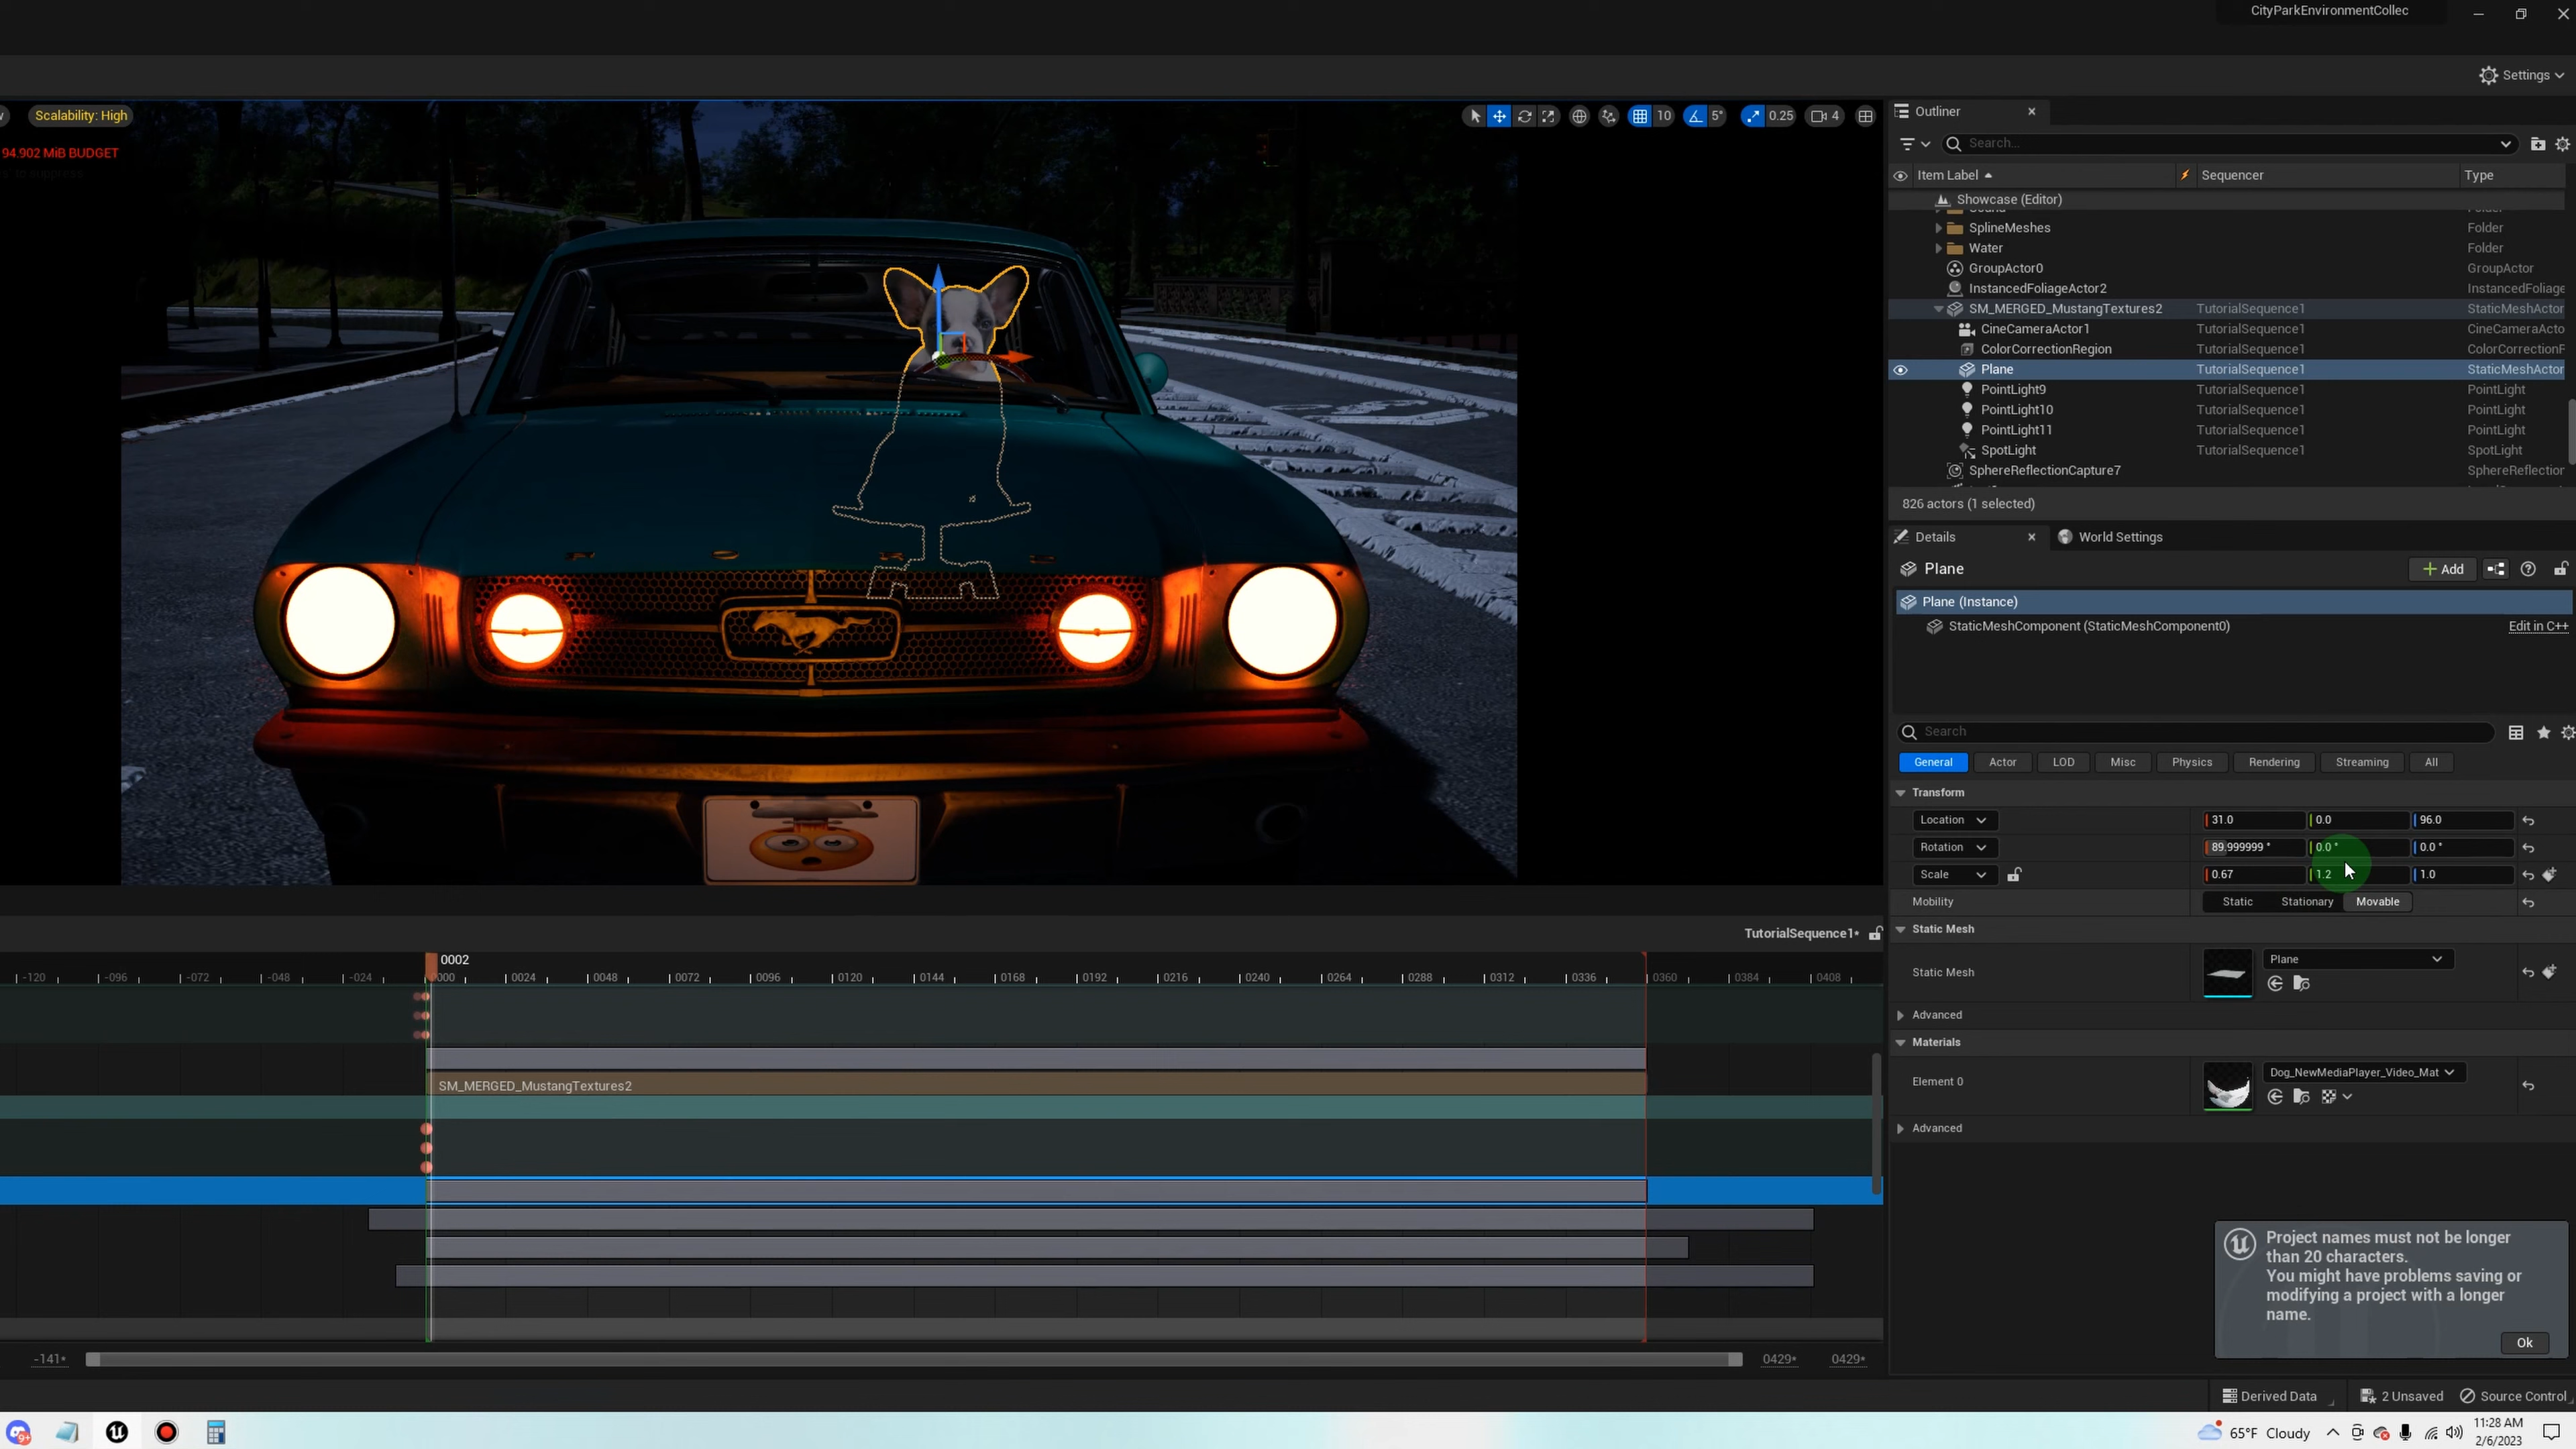 CityParkEnvironmentCollec
Settings
Scalability: High
10
5°
0.25
4
94.902 MiB BUDGET
to suppress
Outliner
Search...
Item Label
Sequencer
Type
Showcase (Editor)
SplineMeshes
Folder
Water
Folder
GroupActor0
GroupActor
InstancedFoliageActor2
InstancedFoliage
SM_MERGED_MustangTextures2
TutorialSequence1
StaticMeshActor
CineCameraActor1
TutorialSequence1
CineCameraActo
ColorCorrectionRegion
TutorialSequence1
ColorCorrectionF
Plane
TutorialSequence1
StaticMeshActor
PointLight9
TutorialSequence1
PointLight
PointLight10
TutorialSequence1
PointLight
PointLight11
TutorialSequence1
PointLight
SpotLight
TutorialSequence1
SpotLight
SphereReflectionCapture7
SphereReflection
826 actors (1 selected)
Details
World Settings
Plane
Add
Plane (Instance)
StaticMeshComponent (StaticMeshComponent0)
Edit in C++
Search
General
Actor
LOD
Misc
Physics
Rendering
Streaming
All
Transform
Location
31.0
0.0
96.0
Rotation
89.999999 °
0.0 °
0.0 °
Scale
0.67
1.2
1.0
Mobility
Static
Stationary
Movable
Static Mesh
Static Mesh
Plane
Advanced
Materials
Element 0
Dog_NewMediaPlayer_Video_Mat
Advanced
TutorialSequence1*
0002
-120
-096
-072
-048
-024
0000
0024
0048
0072
0096
0120
0144
0168
0192
0216
0240
0264
0288
0312
0336
0360
0384
0408
SM_MERGED_MustangTextures2
-141*
0429*
0429*
Project names must not be longer
than 20 characters.
You might have problems saving or
modifying a project with a longer
name.
Ok
Derived Data
2 Unsaved
Source Control
9+
65°F Cloudy
11:28 AM
2/6/2023